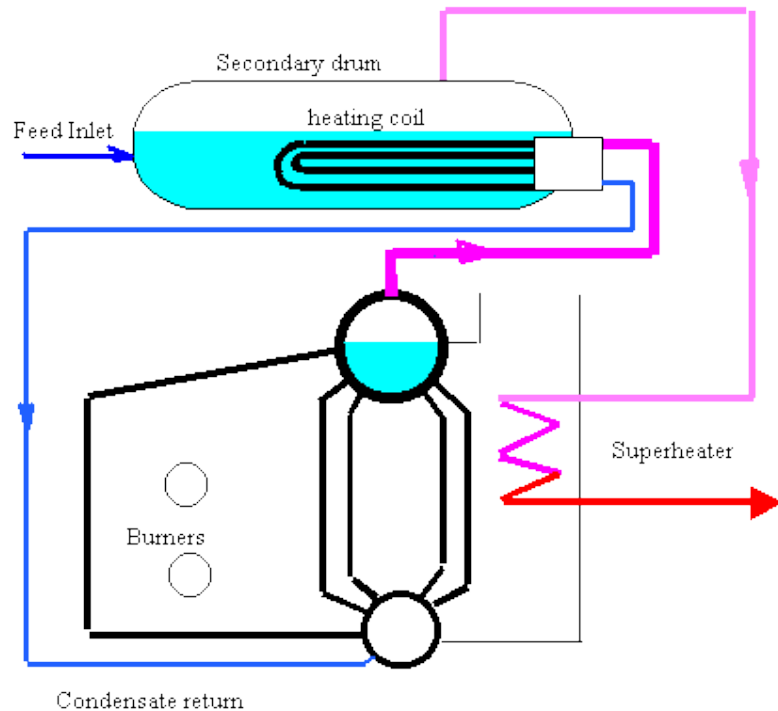 Secondary drum
heating coil
Feed Inlet
Superheater
Burners
Condensate return